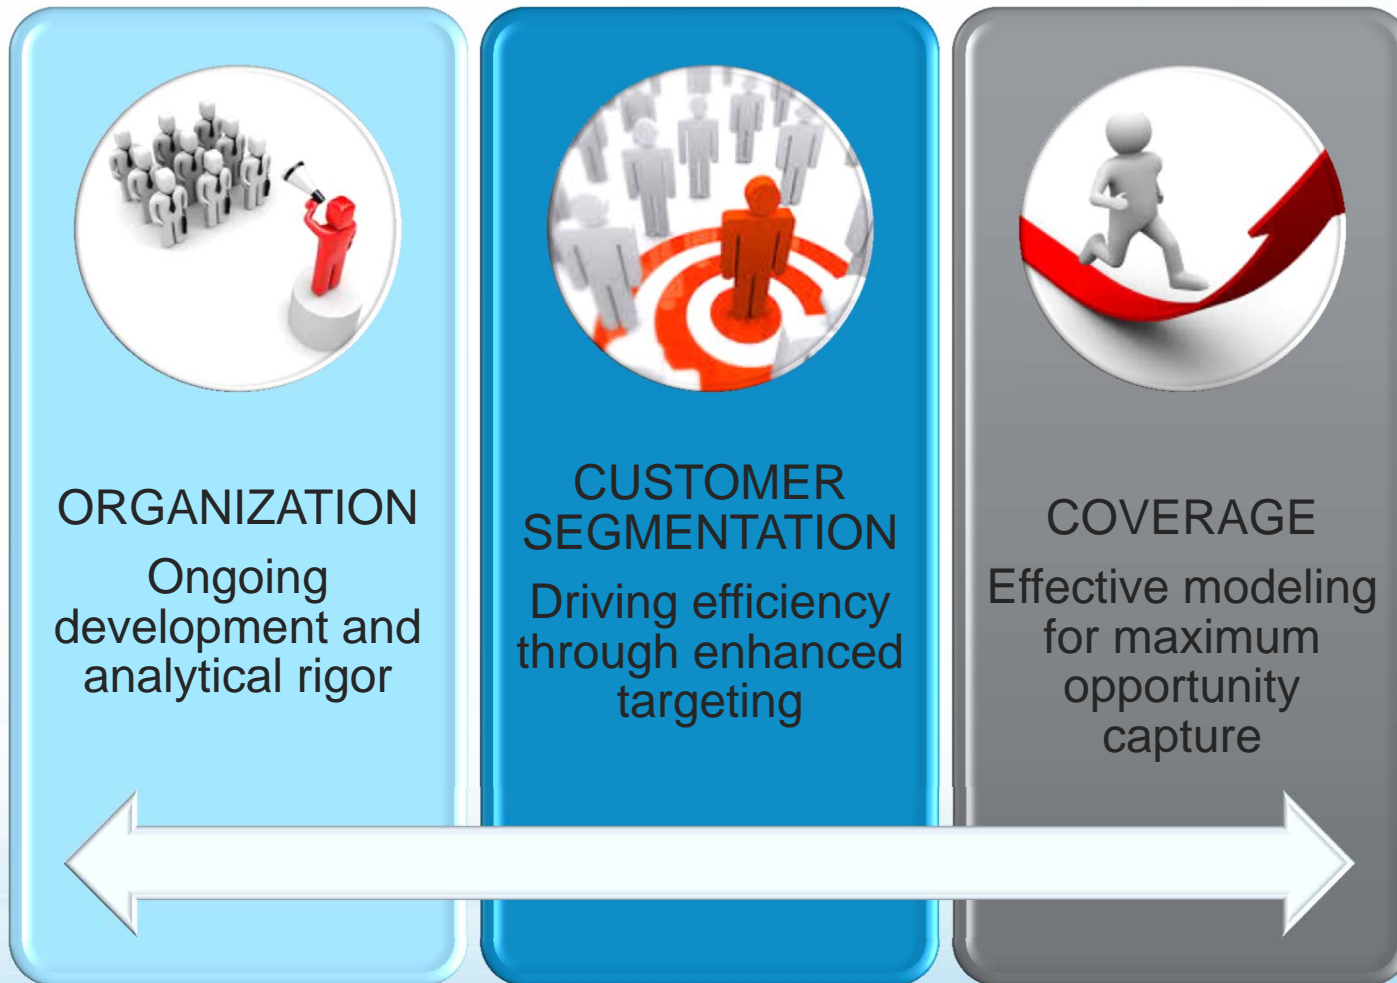 ORGANIZATION
Ongoing
development and
analytical rigor
CUSTOMER
SEGMENTATION
Driving efficiency
through enhanced
targeting
COVERAGE
Effective modeling
for maximum
opportunity
capture